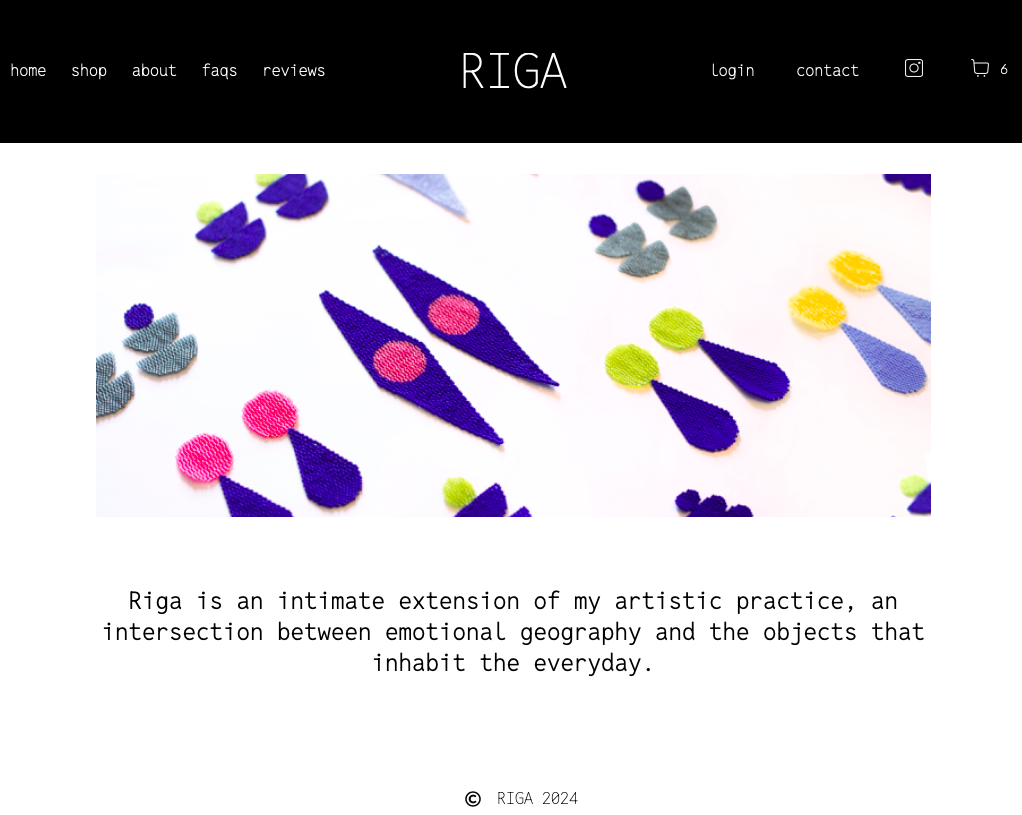 home shop about faqs reviews RIGA login contact 6
Riga is an intimate extension of my artistic practice, an
intersection between emotional geography and the objects that
inhabit the everyday.
© RIGA 2024